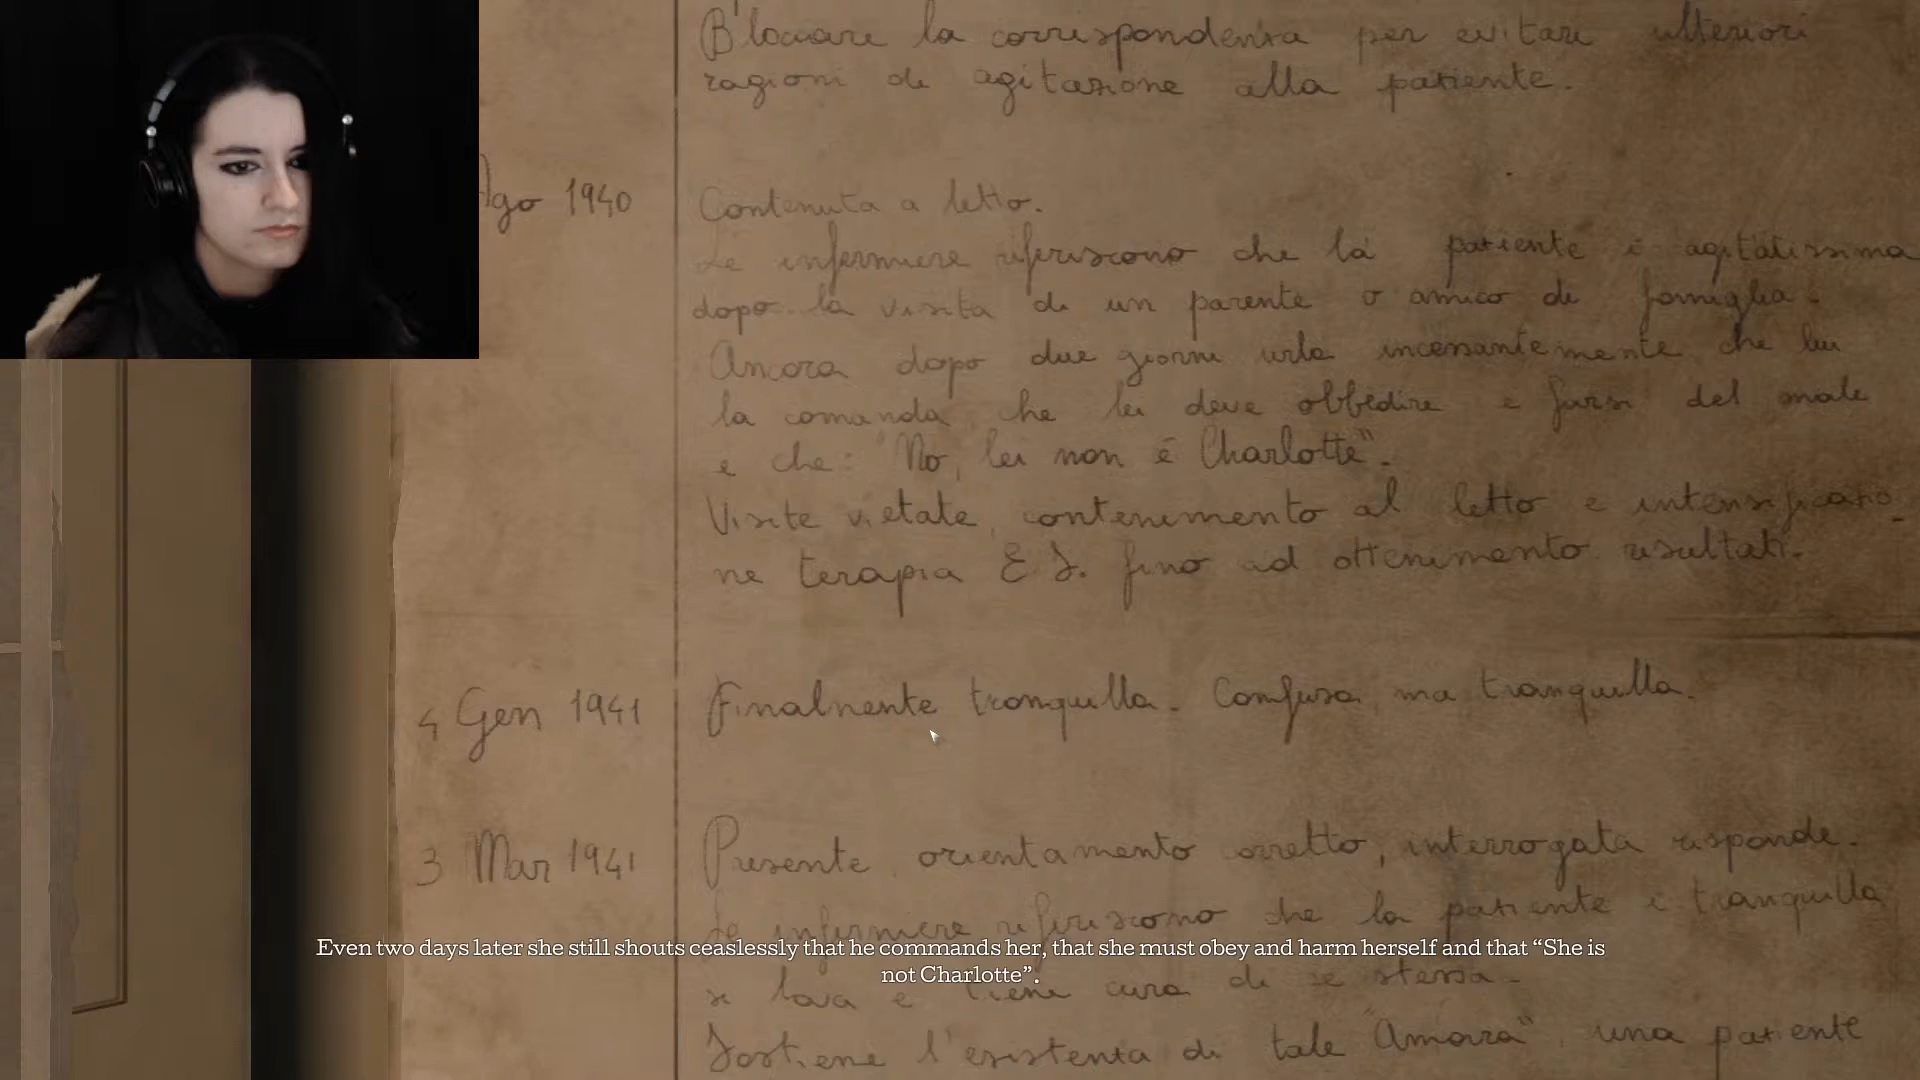 Bloccare la corrispondenza per evitare ulteriori
ragioni di agitazione alla paziente.
Ago 1940
Contenuta a letto.
Le infermiere riferiscono che la paziente è agitatissima
dopo la visita di un parente o amico di famiglia.
Ancora dopo due giorni urla incessantemente che lui
la comanda, che lei deve obbedire e farsi del male
e che: "No, lei non è Charlotte".
Visite vietate, contenimento al letto e intensificazio-
ne terapia E.S. fino ad ottenimento risultati.
4 Gen 1941
Finalmente tranquilla. Confusa, ma tranquilla.
3 Mar 1941
Presente, orientamento corretto, interrogata risponde.
Le infermiere riferiscono che la paziente è tranquilla
Even two days later she still shouts ceaslessly that he commands her, that she must obey and harm herself and that “She is
not Charlotte”.
si lava e tiene cura di se stessa.
Sostiene l'esistenza di tale "Amara", una paziente